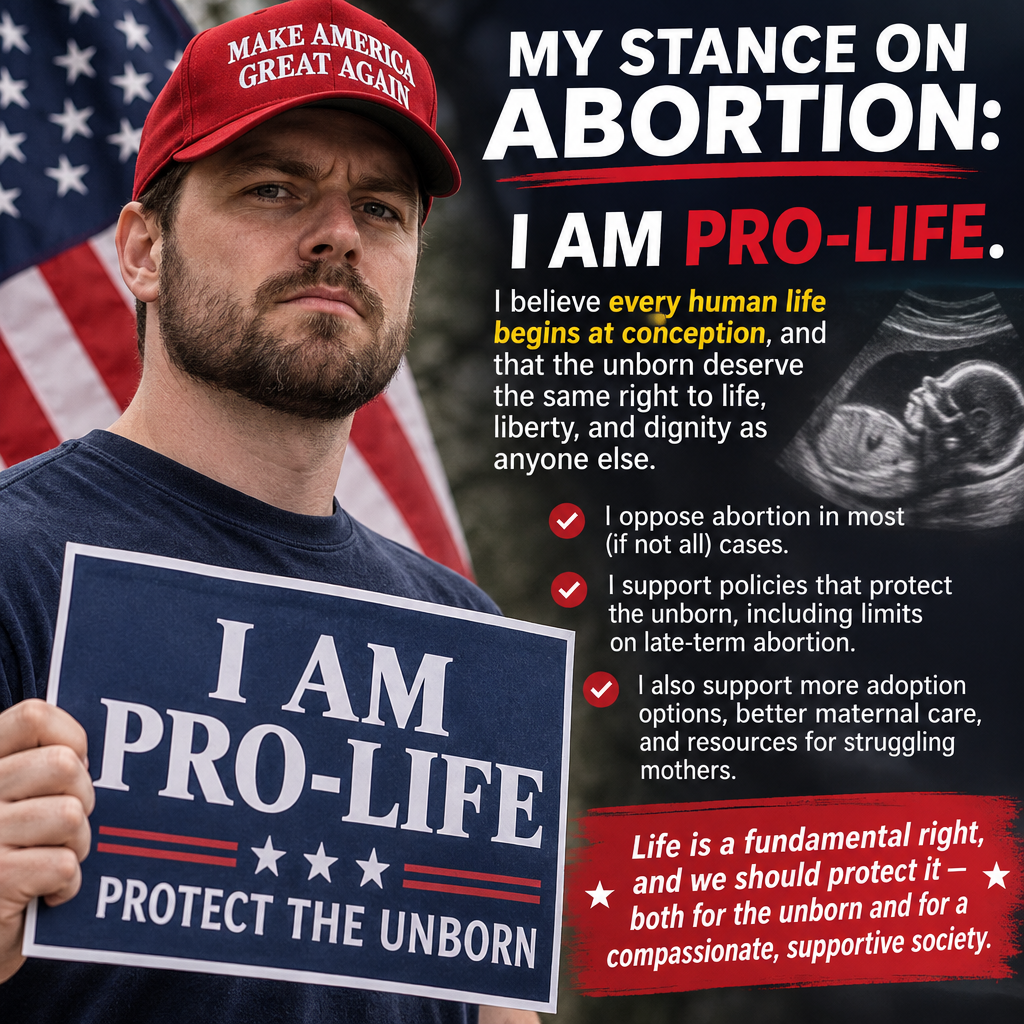 MAKE AMERICA
GREAT AGAIN
MY STANCE ON
ABORTION:
I AM PRO-LIFE.
I believe every human life
begins at conception, and
that the unborn deserve
the same right to life,
liberty, and dignity as
anyone else.
I oppose abortion in most
(if not all) cases.
I support policies that protect
the unborn, including limits
on late-term abortion.
I also support more adoption
options, better maternal care,
and resources for struggling
mothers.
Life is a fundamental right,
and we should protect it —
both for the unborn and for a
compassionate, supportive society.
I AM
PRO-LIFE
PROTECT THE UNBORN